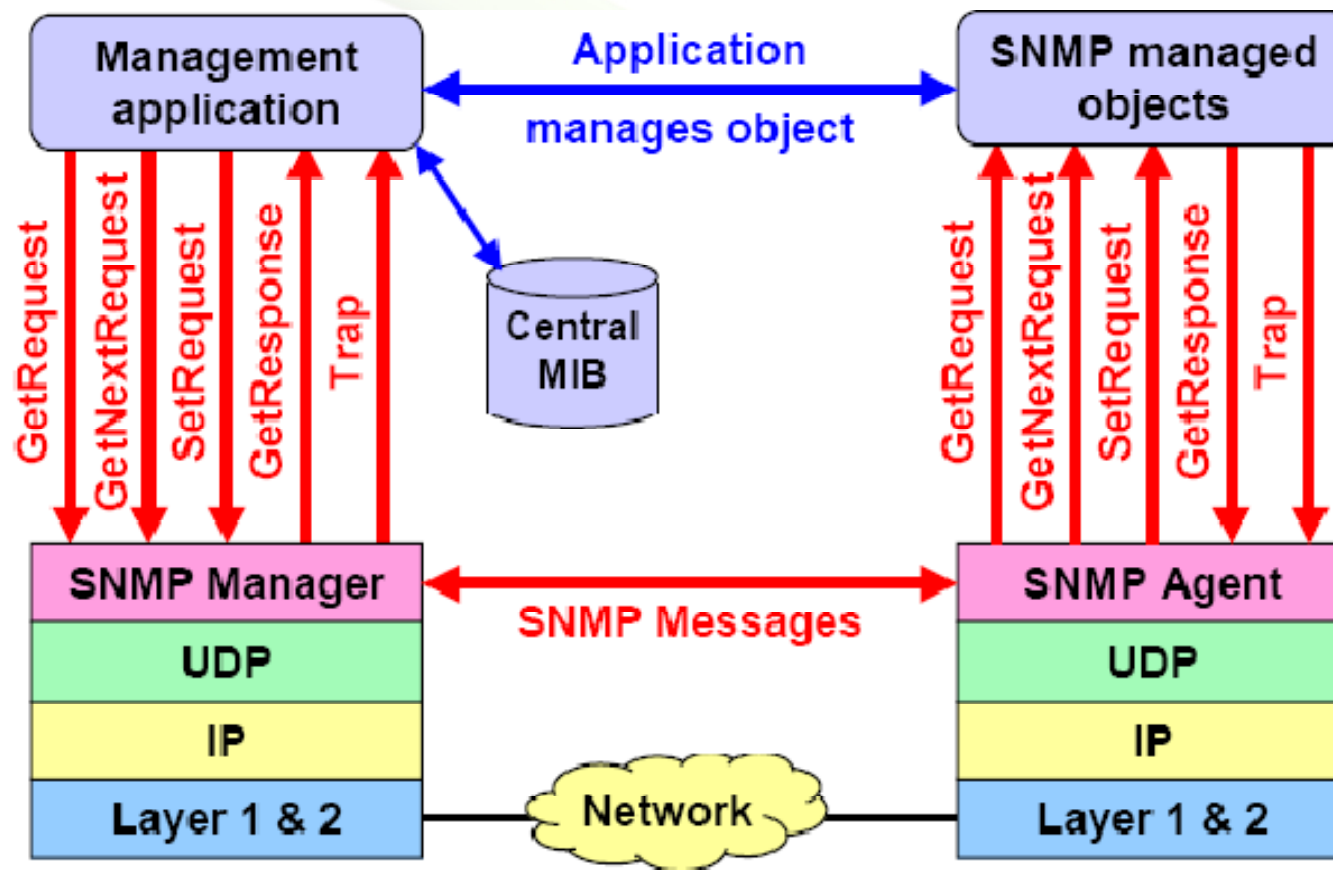 Management
application
Application
manages object
SNMP managed
objects
GetRequest
GetNextRequest
SetRequest
GetResponse
Trap
Central
MIB
GetRequest
GetNextRequest
SetRequest
GetResponse
Trap
SNMP Manager
UDP
IP
Layer 1 & 2
SNMP Messages
Network
SNMP Agent
UDP
IP
Layer 1 & 2